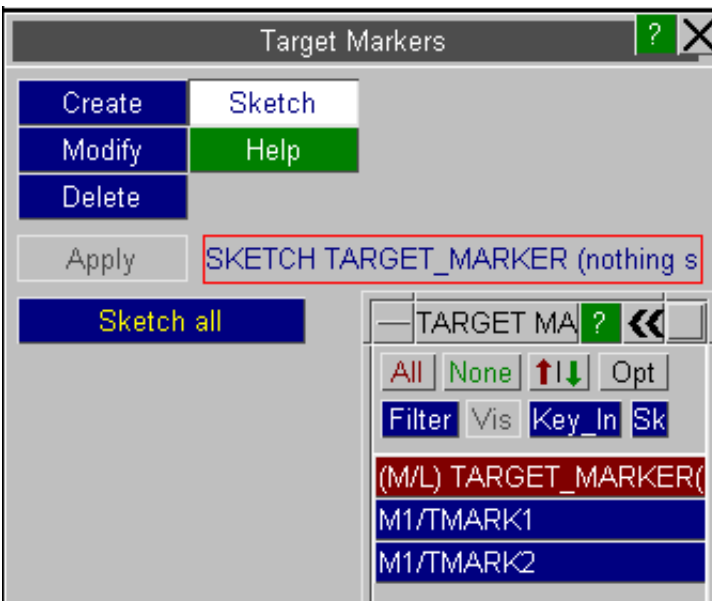 Target Markers ?
Create Sketch
Modify Help
Delete
Apply SKETCH TARGET_MARKER (nothing s
Sketch all
TARGET MA ?
All None Opt
Filter Vis Key_In Sk
(M/L) TARGET_MARKER(
M1/TMARK1
M1/TMARK2